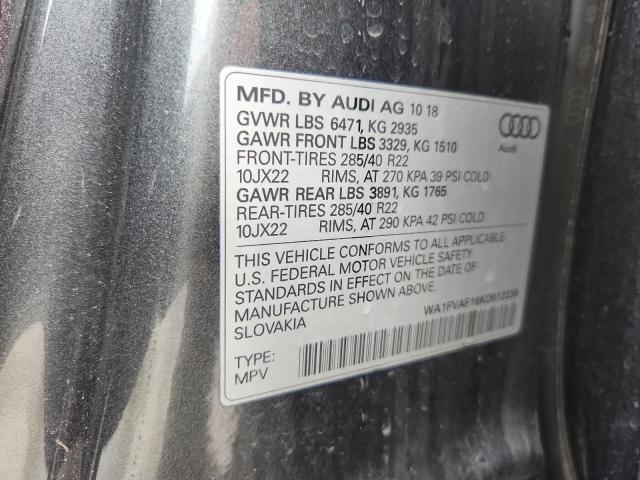 MFD. BY AUDI AG 10 18
GVWR LBS 6471, KG 2935
GAWR FRONT LBS 3329, KG 1510
FRONT-TIRES 285/40 R22
10JX22 RIMS, AT 270 KPA 39 PSI COLD
GAWR REAR LBS 3891, KG 1765
REAR-TIRES 285/40 R22
10JX22 RIMS, AT 290 KPA 42 PSI COLD
THIS VEHICLE CONFORMS TO ALL APPLICABLE
U.S. FEDERAL MOTOR VEHICLE SAFETY
STANDARDS IN EFFECT ON THE DATE OF
MANUFACTURE SHOWN ABOVE.
SLOVAKIA
WA1FVAF16KD012239
TYPE:
MPV
Audi